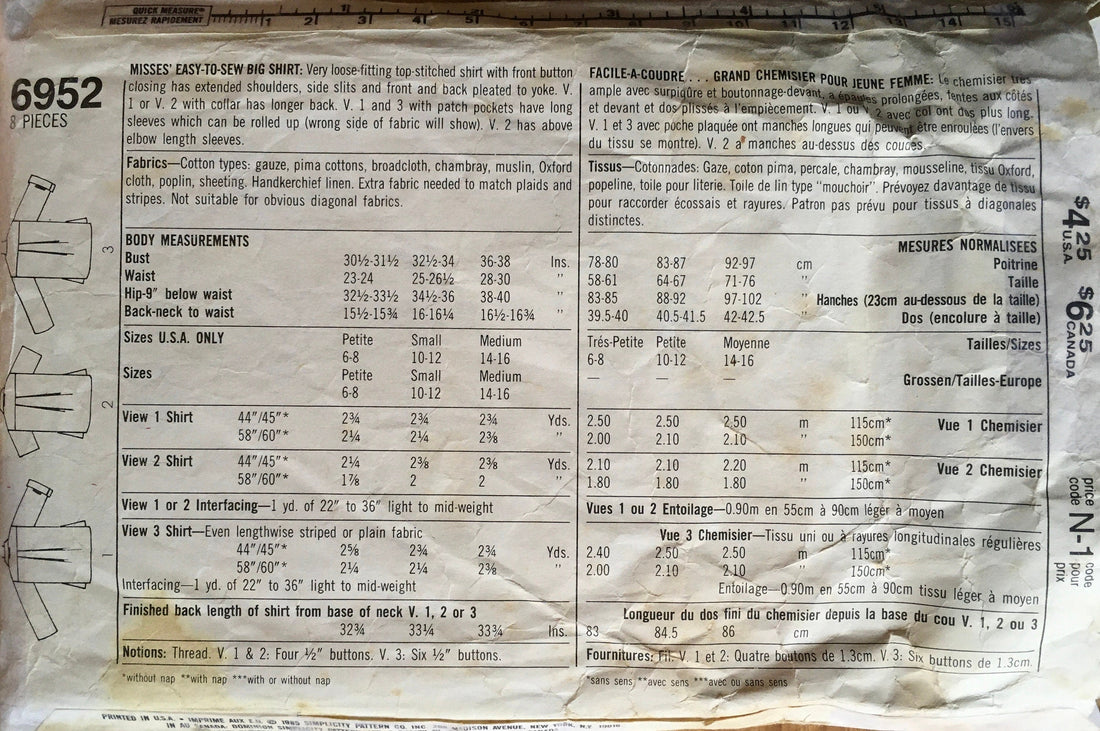 QUICK MEASURE
MESUREZ RAPIDEMENT
1 2 3 4 5 9 10 11 12 13 14 15
6952
8 PIECES
MISSES' EASY-TO-SEW BIG SHIRT: Very loose-fitting top-stitched shirt with front button
closing has extended shoulders, side slits and front and back pleated to yoke. V.
1 or V. 2 with collar has longer back. V. 1 and 3 with patch pockets have long
sleeves which can be rolled up (wrong side of fabric will show). V. 2 has above
elbow length sleeves.
Fabrics—Cotton types: gauze, pima cottons, broadcloth, chambray, muslin, Oxford
cloth, poplin, sheeting. Handkerchief linen. Extra fabric needed to match plaids and
stripes. Not suitable for obvious diagonal fabrics.
BODY MEASUREMENTS
Bust 30½-31½ 32½-34 36-38 Ins.
Waist 23-24 25-26½ 28-30 "
Hip-9" below waist 32½-33½ 34½-36 38-40 "
Back-neck to waist 15½-15¾ 16-16¼ 16½-16¾ "
Sizes U.S.A. ONLY Petite Small Medium
6-8 10-12 14-16
Sizes Petite Small Medium
6-8 10-12 14-16
View 1 Shirt 44"/45"* 2¾ 2¾ 2¾ Yds.
58"/60"* 2¼ 2¼ 2⅜ "
View 2 Shirt 44"/45"* 2¼ 2⅜ 2⅜ Yds.
58"/60"* 1⅞ 2 2 "
View 1 or 2 Interfacing—1 yd. of 22" to 36" light to mid-weight
View 3 Shirt—Even lengthwise striped or plain fabric
44"/45"* 2⅝ 2¾ 2¾ Yds.
58"/60"* 2¼ 2¼ 2⅜ "
Interfacing—1 yd. of 22" to 36" light to mid-weight
Finished back length of shirt from base of neck V. 1, 2 or 3
32¾ 33¼ 33¾ Ins.
Notions: Thread. V. 1 & 2: Four ½" buttons. V. 3: Six ½" buttons.
*without nap **with nap ***with or without nap
FACILE-A-COUDRE . . . GRAND CHEMISIER POUR JEUNE FEMME: Le chemisier très
ample avec surpiqûre et boutonnage-devant, a épaules prolongées, fentes aux côtés
et devant et dos plissés à l'empiècement. V. 1 ou V. 2 avec col ont dos plus long.
V. 1 et 3 avec poche plaquée ont manches longues qui peuvent être enroulées (l'envers
du tissu se montre). V. 2 a manches au-dessus des coudes.
Tissus—Cotonnades: Gaze, coton pima, percale, chambray, mousseline, tissu Oxford,
popeline, toile pour literie. Toile de lin type "mouchoir". Prévoyez davantage de tissu
pour raccorder écossais et rayures. Patron pas prévu pour tissus à diagonales
distinctes.
MESURES NORMALISEES
78-80 83-87 92-97 cm Poitrine
58-61 64-67 71-76 " Taille
83-85 88-92 97-102 " Hanches (23cm au-dessous de la taille)
39.5-40 40.5-41.5 42-42.5 " Dos (encolure à taille)
Trés-Petite Petite Moyenne Tailles/Sizes
6-8 10-12 14-16
— — — Grossen/Tailles-Europe
2.50 2.50 2.50 m 115cm* Vue 1 Chemisier
2.00 2.10 2.10 " 150cm*
2.10 2.10 2.20 m 115cm* Vue 2 Chemisier
1.80 1.80 1.80 " 150cm*
Vues 1 ou 2 Entoilage—0.90m en 55cm à 90cm léger à moyen
Vue 3 Chemisier—Tissu uni ou à rayures longitudinales régulières
2.40 2.50 2.50 m 115cm*
2.00 2.10 2.10 " 150cm*
Entoilage—0.90m en 55cm à 90cm tissu léger à moyen
Longueur du dos fini du chemisier depuis la base du cou V. 1, 2 ou 3
83 84.5 86 cm
Fournitures: Fil. V. 1 et 2: Quatre boutons de 1.3cm. V. 3: Six buttons de 1.3cm.
*sans sens **avec sens ***avec ou sans sens
3
2
1
$4.25 U.S.A. $6.25 CANADA
price code N-1 code pour prix
PRINTED IN U.S.A. • IMPRIME AUX E.U. © 1985 SIMPLICITY PATTERN CO. INC. MADISON AVENUE, NEW YORK, N.Y.